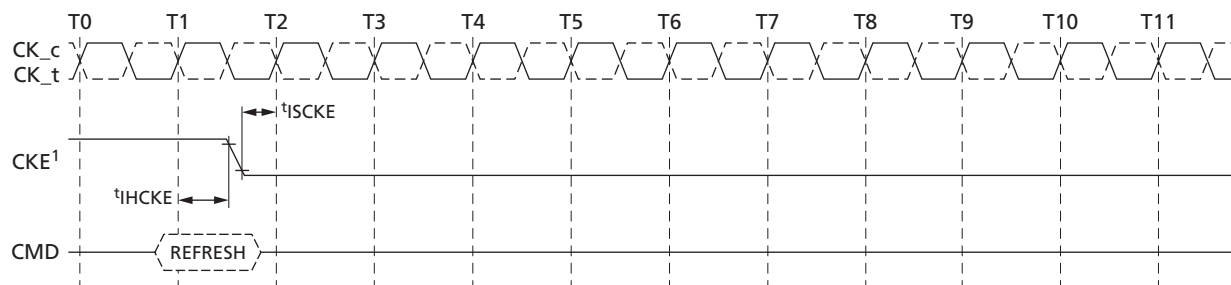 T0 T1 T2 T3 T4 T5 T6 T7 T8 T9 T10 T11
CK_c
CK_t
tISCKE
CKE1
tIHCKE
CMD REFRESH